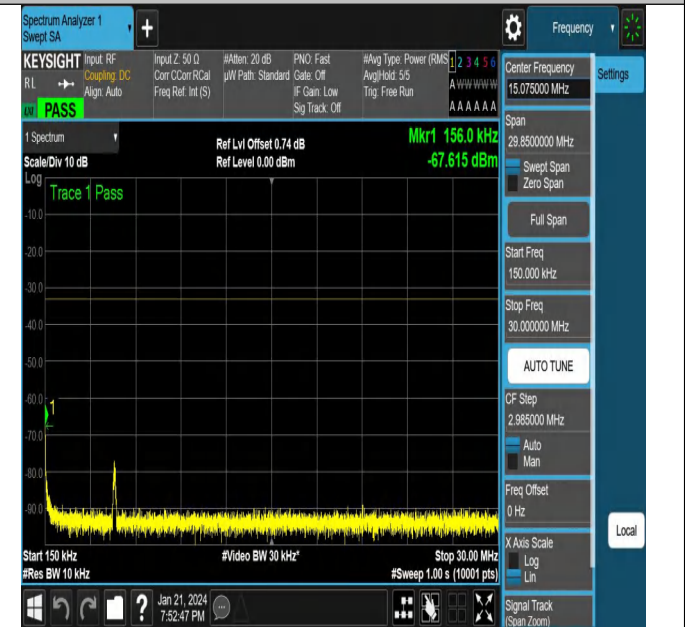 Spectrum Analyzer 1
Swept SA
+
Frequency
KEYSIGHT
RL
Input: RF
Coupling: DC
Align: Auto
Input Z: 50 Ω
Corr CCorr RCal
Freq Ref: Int (S)
#Atten: 20 dB
µW Path: Standard
PNO: Fast
Gate: Off
IF Gain: Low
Sig Track: Off
#Avg Type: Power (RMS
Avg|Hold: 5/5
Trig: Free Run
1 2 3 4 5 6
A W W W W W
A A A A A A
PASS
1 Spectrum
Scale/Div 10 dB
Ref Lvl Offset 0.74 dB
Ref Level 0.00 dBm
Mkr1 156.0 kHz
-67.615 dBm
Log
Trace 1 Pass
-10.0
-20.0
-30.0
-40.0
-50.0
-60.0
1
-70.0
-80.0
-90.0
Start 150 kHz
#Video BW 30 kHz*
Stop 30.00 MHz
#Res BW 10 kHz
#Sweep 1.00 s (10001 pts)
?
Jan 21, 2024
7:52:47 PM
Center Frequency
15.075000 MHz
Settings
Span
29.8500000 MHz
Swept Span
Zero Span
Full Span
Start Freq
150.000 kHz
Stop Freq
30.000000 MHz
AUTO TUNE
CF Step
2.985000 MHz
Auto
Man
Freq Offset
0 Hz
X Axis Scale
Log
Lin
Local
Signal Track
(Span Zoom)